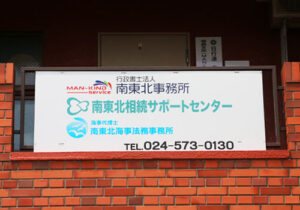 行政書士法人
MAN-KIND service 南東北事務所
南東北相続サポートセンター
海事代理士
南東北海事法務事務所
TEL.024-573-0130